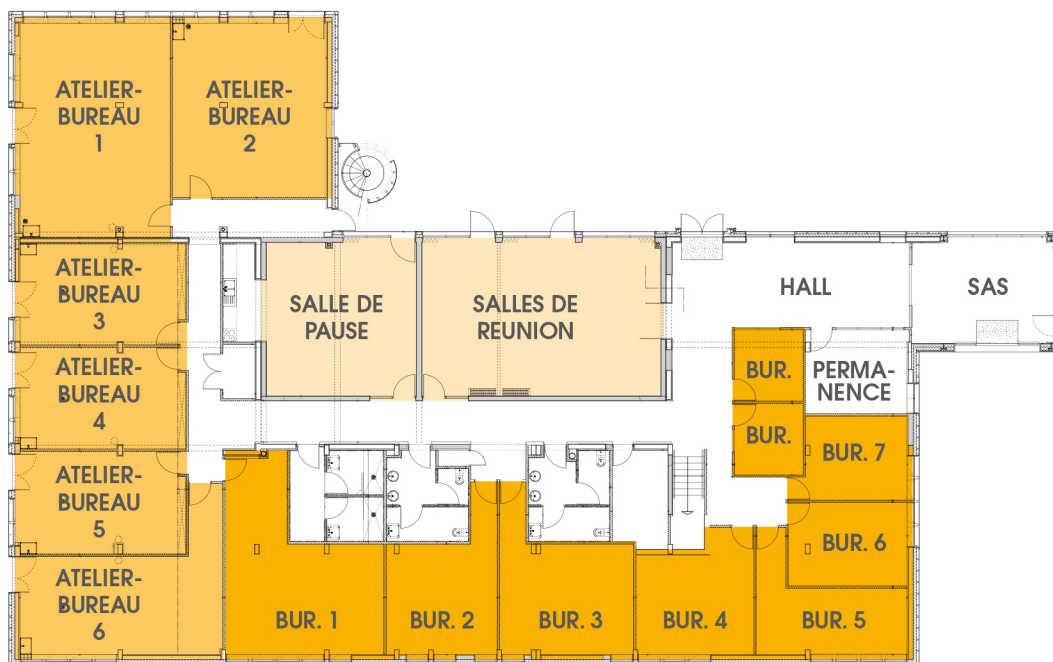 ATELIER-
BUREAU
1
ATELIER-
BUREAU
2
ATELIER-
BUREAU
3
SALLE DE
PAUSE
SALLES DE
REUNION
HALL
SAS
ATELIER-
BUREAU
4
BUR.
PERMA-
NENCE
BUR.
BUR. 7
ATELIER-
BUREAU
5
BUR. 6
ATELIER-
BUREAU
6
BUR. 1
BUR. 2
BUR. 3
BUR. 4
BUR. 5